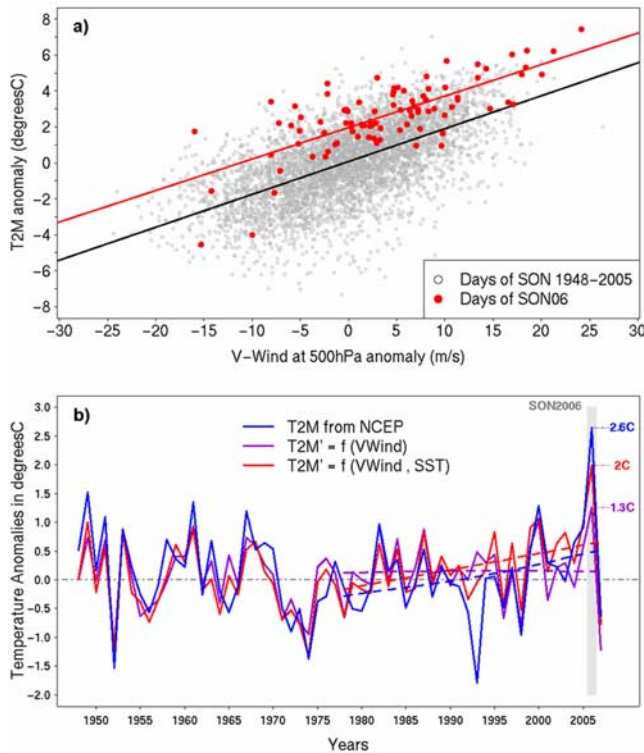 a)
T2M anomaly (degreesC)
8
6
4
2
0
−2
−4
−6
−8
Days of SON 1948−2005
Days of SON06
−30 −25 −20 −15 −10 −5 0 5 10 15 20 25 30
V−Wind at 500hPa anomaly (m/s)
b)
SON2006
Temperature Anomalies in degreesC
3.0
2.5
2.0
1.5
1.0
0.5
0.0
−0.5
−1.0
−1.5
−2.0
T2M from NCEP
T2M' = f (VWind)
T2M' = f (VWind , SST)
2.6C
2C
1.3C
1950 1955 1960 1965 1970 1975 1980 1985 1990 1995 2000 2005
Years